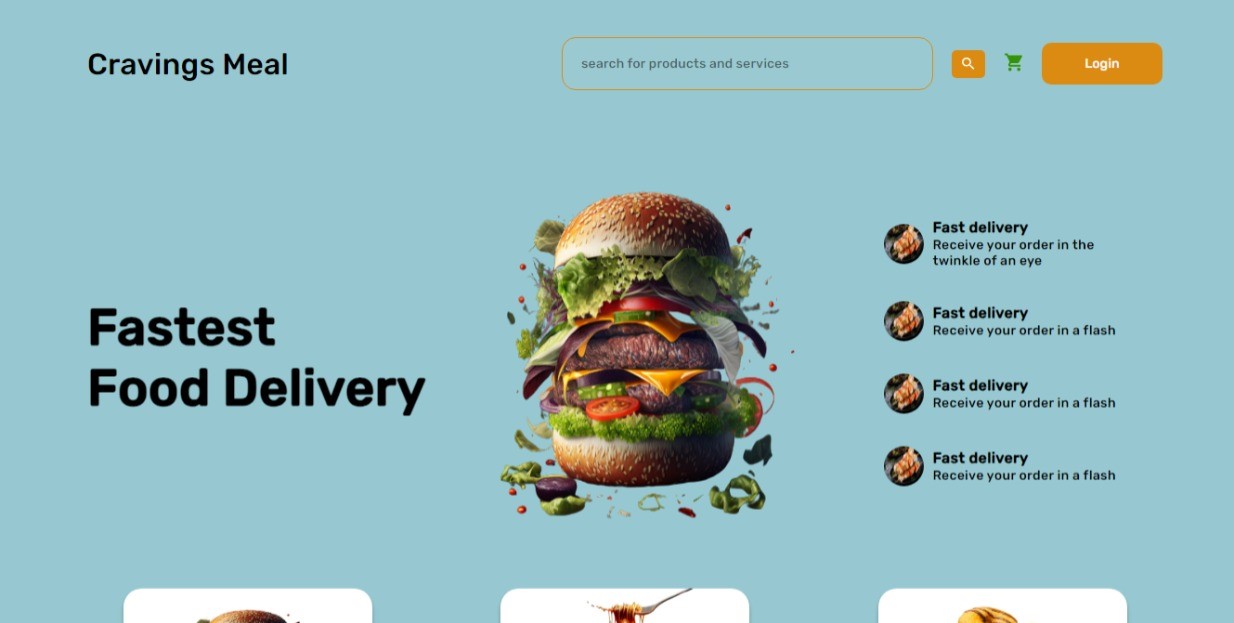 Cravings Meal
search for products and services
Login
Fastest
Food Delivery
Fast delivery
Receive your order in the
twinkle of an eye
Fast delivery
Receive your order in a flash
Fast delivery
Receive your order in a flash
Fast delivery
Receive your order in a flash